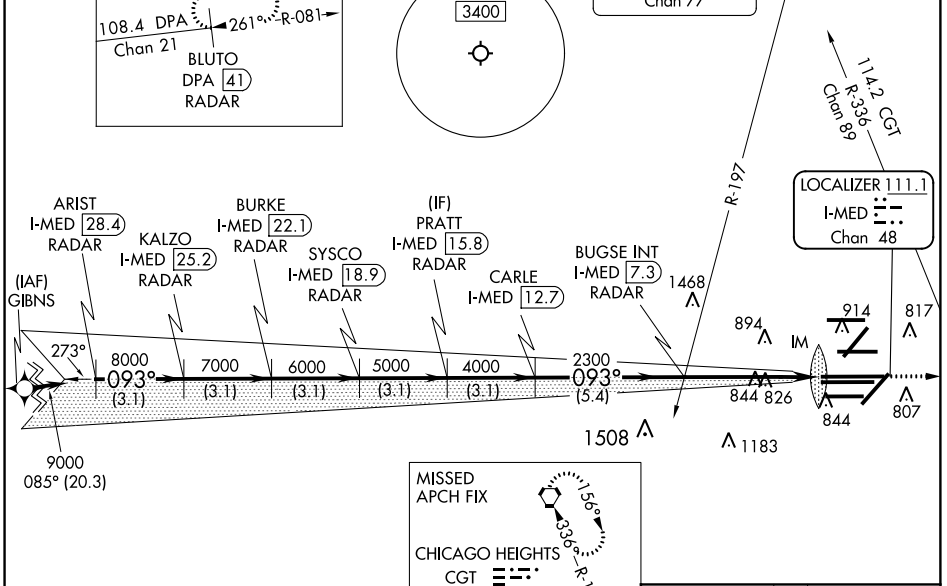 3400
Chan 77
108.4 DPA
Chan 21
261°
R-081
BLUTO
DPA 41
RADAR
114.2 CGT
R-336
Chan 89
R-197
LOCALIZER 111.1
I-MED
Chan 48
ARIST
I-MED 28.4
RADAR
KALZO
I-MED 25.2
RADAR
BURKE
I-MED 22.1
RADAR
SYSCO
I-MED 18.9
RADAR
(IF)
PRATT
I-MED 15.8
RADAR
CARLE
I-MED 12.7
BUGSE INT
I-MED 7.3
RADAR
(IAF)
GIBNS
1468
894
IM
914
817
273°
8000
7000
6000
5000
4000
2300
093°
093°
(3.1)
(3.1)
(3.1)
(3.1)
(3.1)
(5.4)
844
826
844
807
1508
1183
9000
085° (20.3)
MISSED
APCH FIX
156°
336°
CHICAGO HEIGHTS
CGT